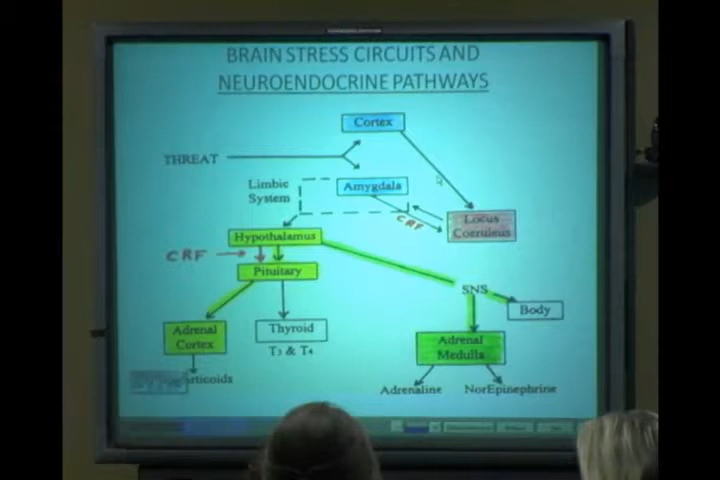 BRAIN STRESS CIRCUITS AND
NEUROENDOCRINE PATHWAYS
Cortex
THREAT
Limbic
System
Amygdala
CRF
Locus
Coeruleus
Hypothalamus
CRF
Pituitary
SNS
Body
Adrenal
Cortex
Thyroid
T₃ & T₄
Adrenal
Medulla
orticoids
Adrenaline
NorEpinephrine